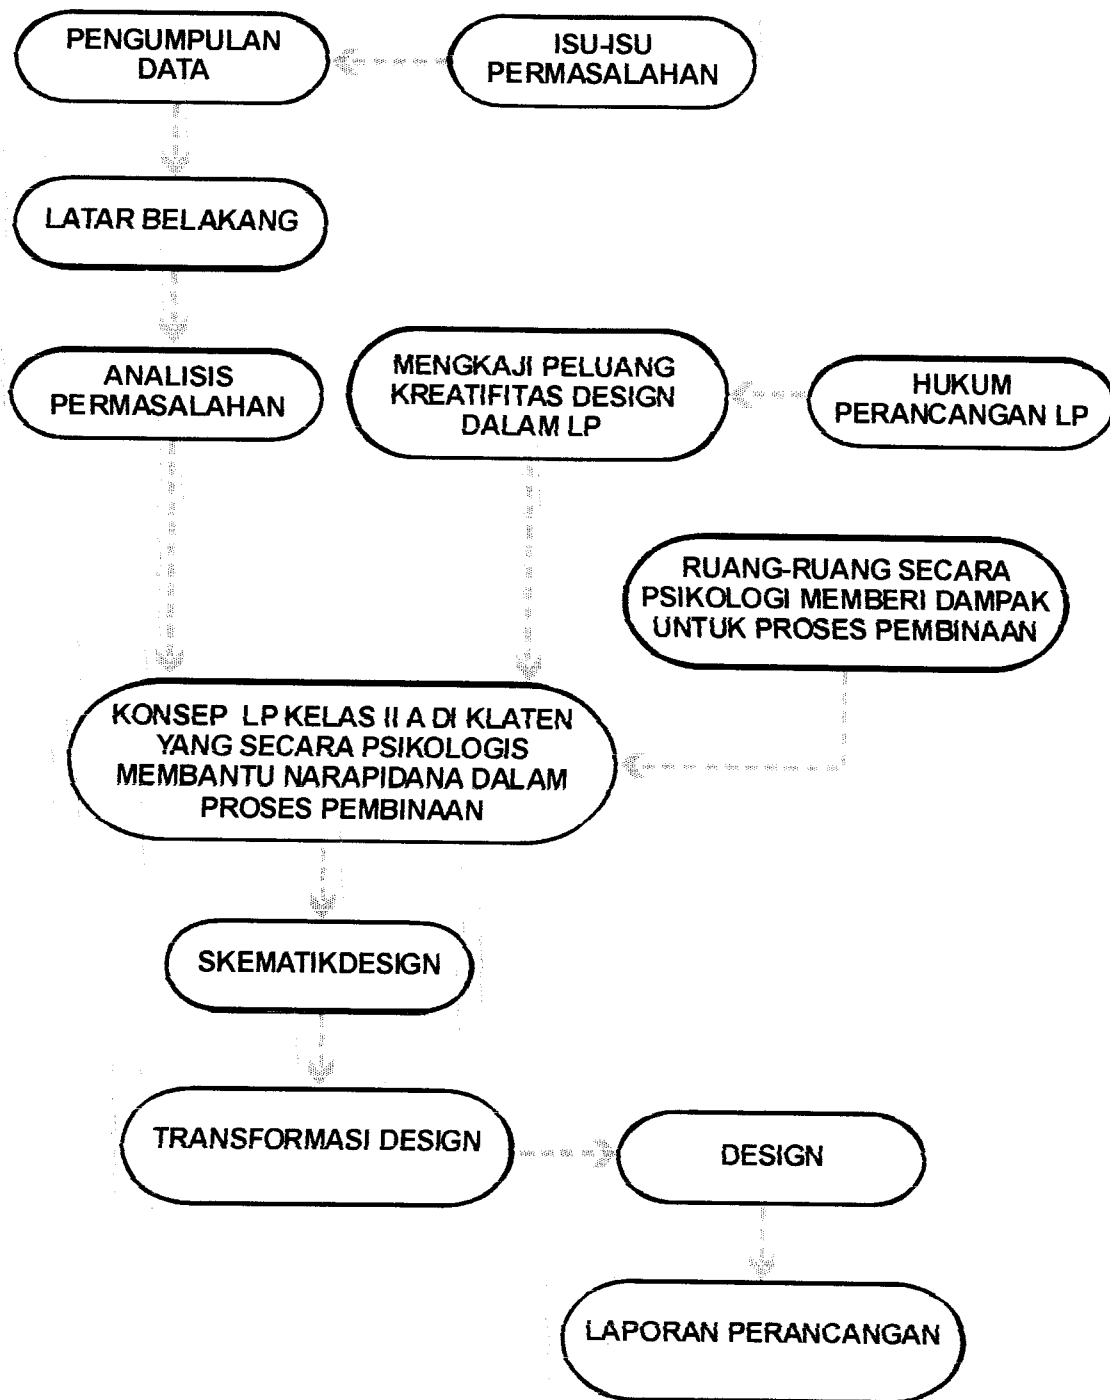 PENGUMPULAN
DATA
ISU-ISU
PERMASALAHAN
LATAR BELAKANG
ANALISIS
PERMASALAHAN
MENGKAJI PELUANG
KREATIFITAS DESIGN
DALAM LP
HUKUM
PERANCANGAN LP
RUANG-RUANG SECARA
PSIKOLOGI MEMBERI DAMPAK
UNTUK PROSES PEMBINAAN
KONSEP LP KELAS II A DI KLATEN
YANG SECARA PSIKOLOGIS
MEMBANTU NARAPIDANA DALAM
PROSES PEMBINAAN
SKEMATIKDESIGN
TRANSFORMASI DESIGN
DESIGN
LAPORAN PERANCANGAN